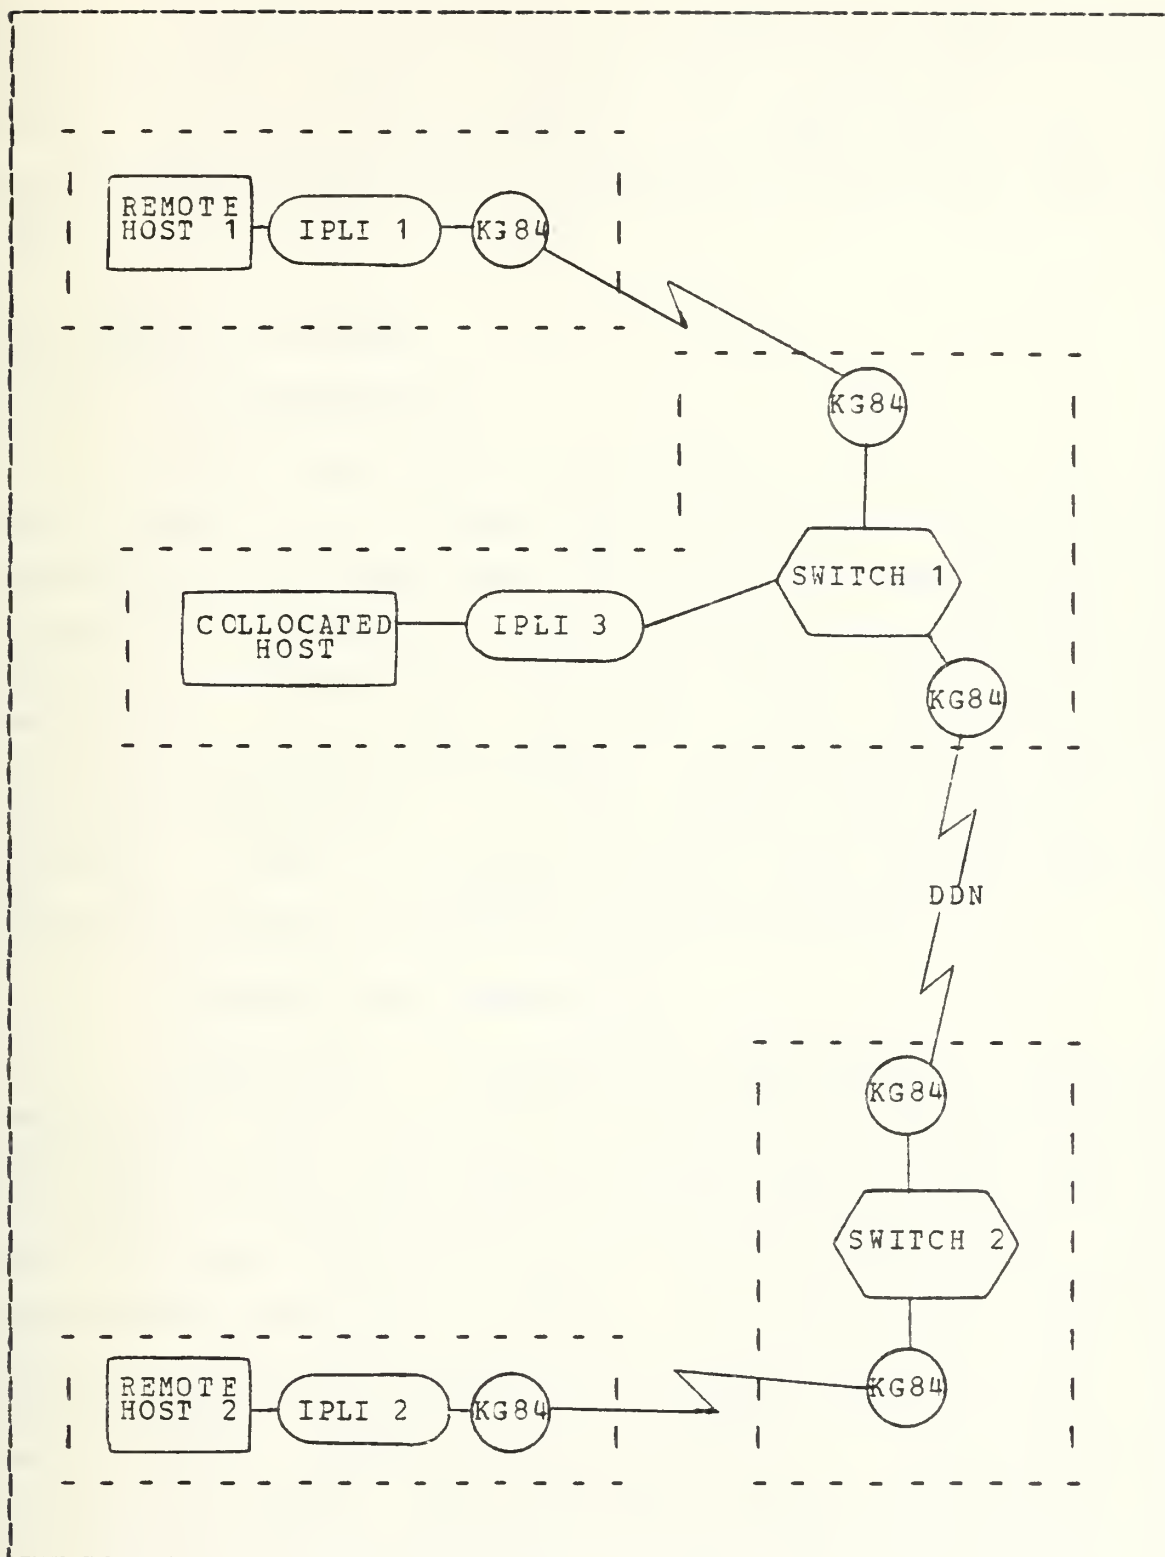 REMOTE
HOST 1
IPLI 1
KG84
KG84
SWITCH 1
COLLOCATED
HOST
IPLI 3
KG84
DDN
KG84
SWITCH 2
REMOTE
HOST 2
IPLI 2
KG84
KG84